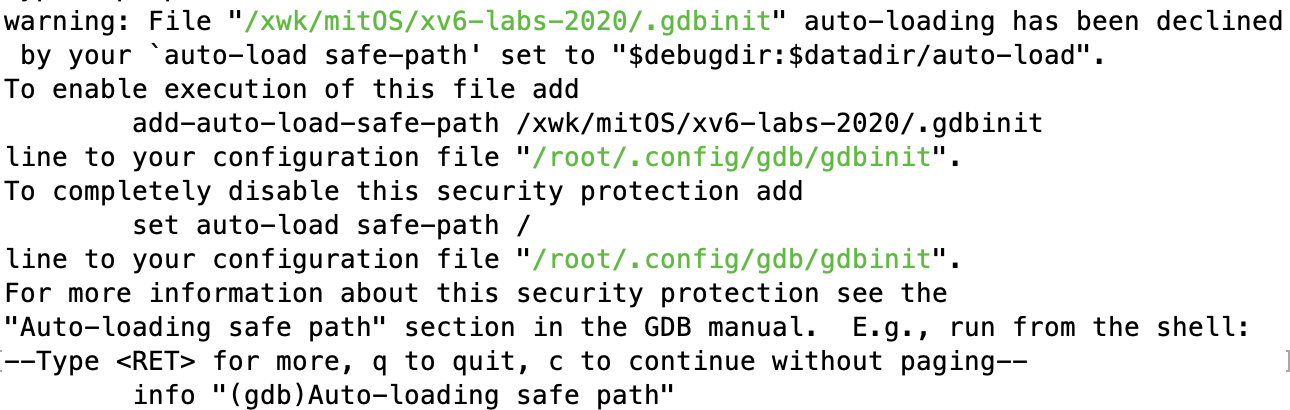 warning: File "/xwk/mitOS/xv6-labs-2020/.gdbinit" auto-loading has been declined
 by your `auto-load safe-path' set to "$debugdir:$datadir/auto-load".
To enable execution of this file add
        add-auto-load-safe-path /xwk/mitOS/xv6-labs-2020/.gdbinit
line to your configuration file "/root/.config/gdb/gdbinit".
To completely disable this security protection add
        set auto-load safe-path /
line to your configuration file "/root/.config/gdb/gdbinit".
For more information about this security protection see the
"Auto-loading safe path" section in the GDB manual.  E.g., run from the shell:
--Type <RET> for more, q to quit, c to continue without paging--
        info "(gdb)Auto-loading safe path"